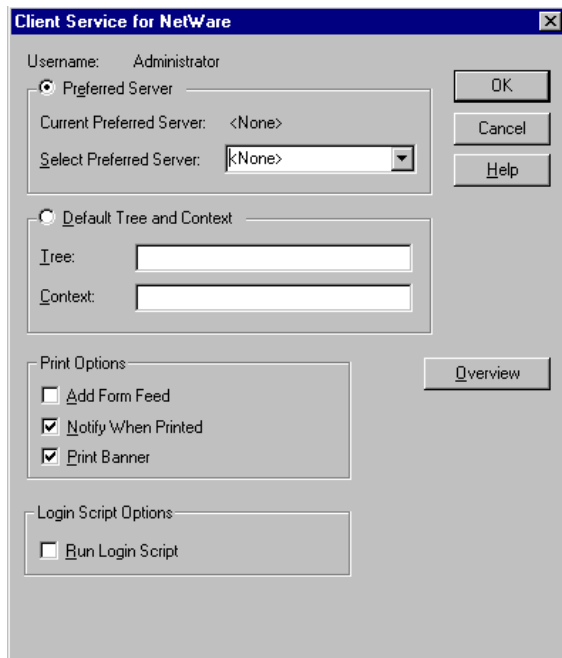 Client Service for NetWare
Username: Administrator
Preferred Server
OK
Current Preferred Server: <None>
Cancel
Select Preferred Server: <None>
Help
Default Tree and Context
Tree:
Context:
Print Options
Overview
Add Form Feed
Notify When Printed
Print Banner
Login Script Options
Run Login Script